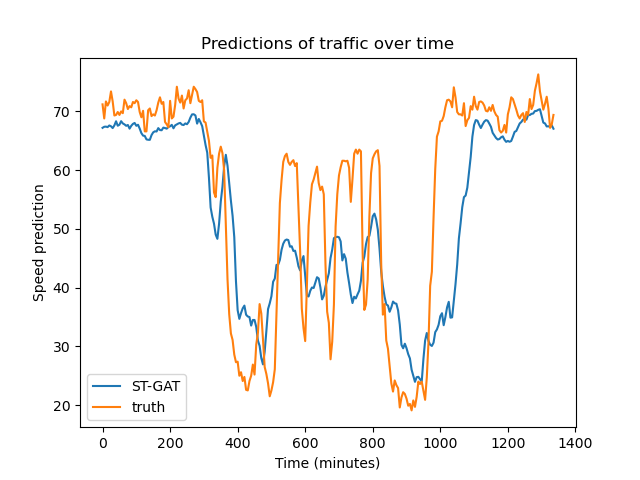 Predictions of traffic over time
Speed prediction
70
60
50
40
30
20
ST-GAT
truth
0 200 400 600 800 1000 1200 1400
Time (minutes)